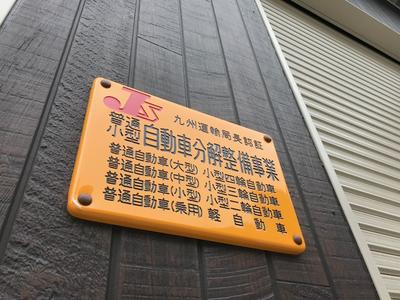 JS 九州運輸局長認証
普通 小型 自動車分解整備事業
普通自動車(大型) 小型四輪自動車
普通自動車(中型) 小型三輪自動車
普通自動車(小型) 小型二輪自動車
普通自動車(乗用) 軽自動車